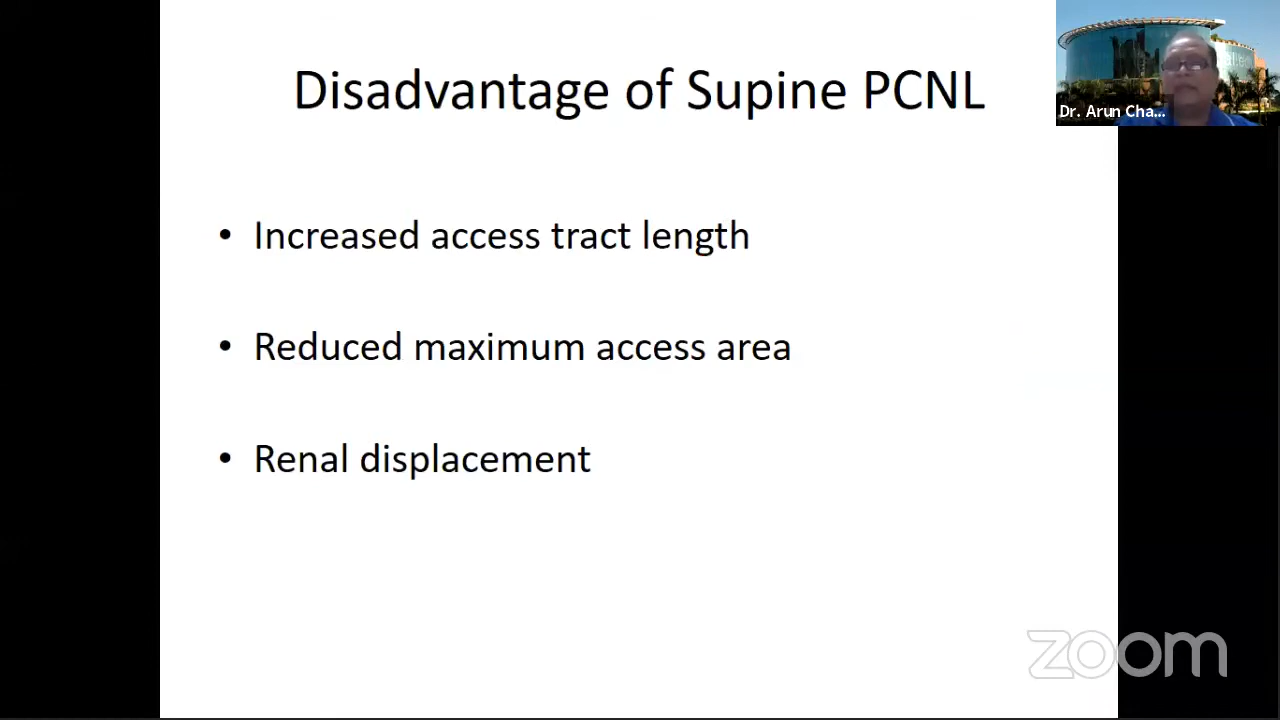 Disadvantage of Supine PCNL
Dr. Arun Cha...
• Increased access tract length
• Reduced maximum access area
• Renal displacement
zoom